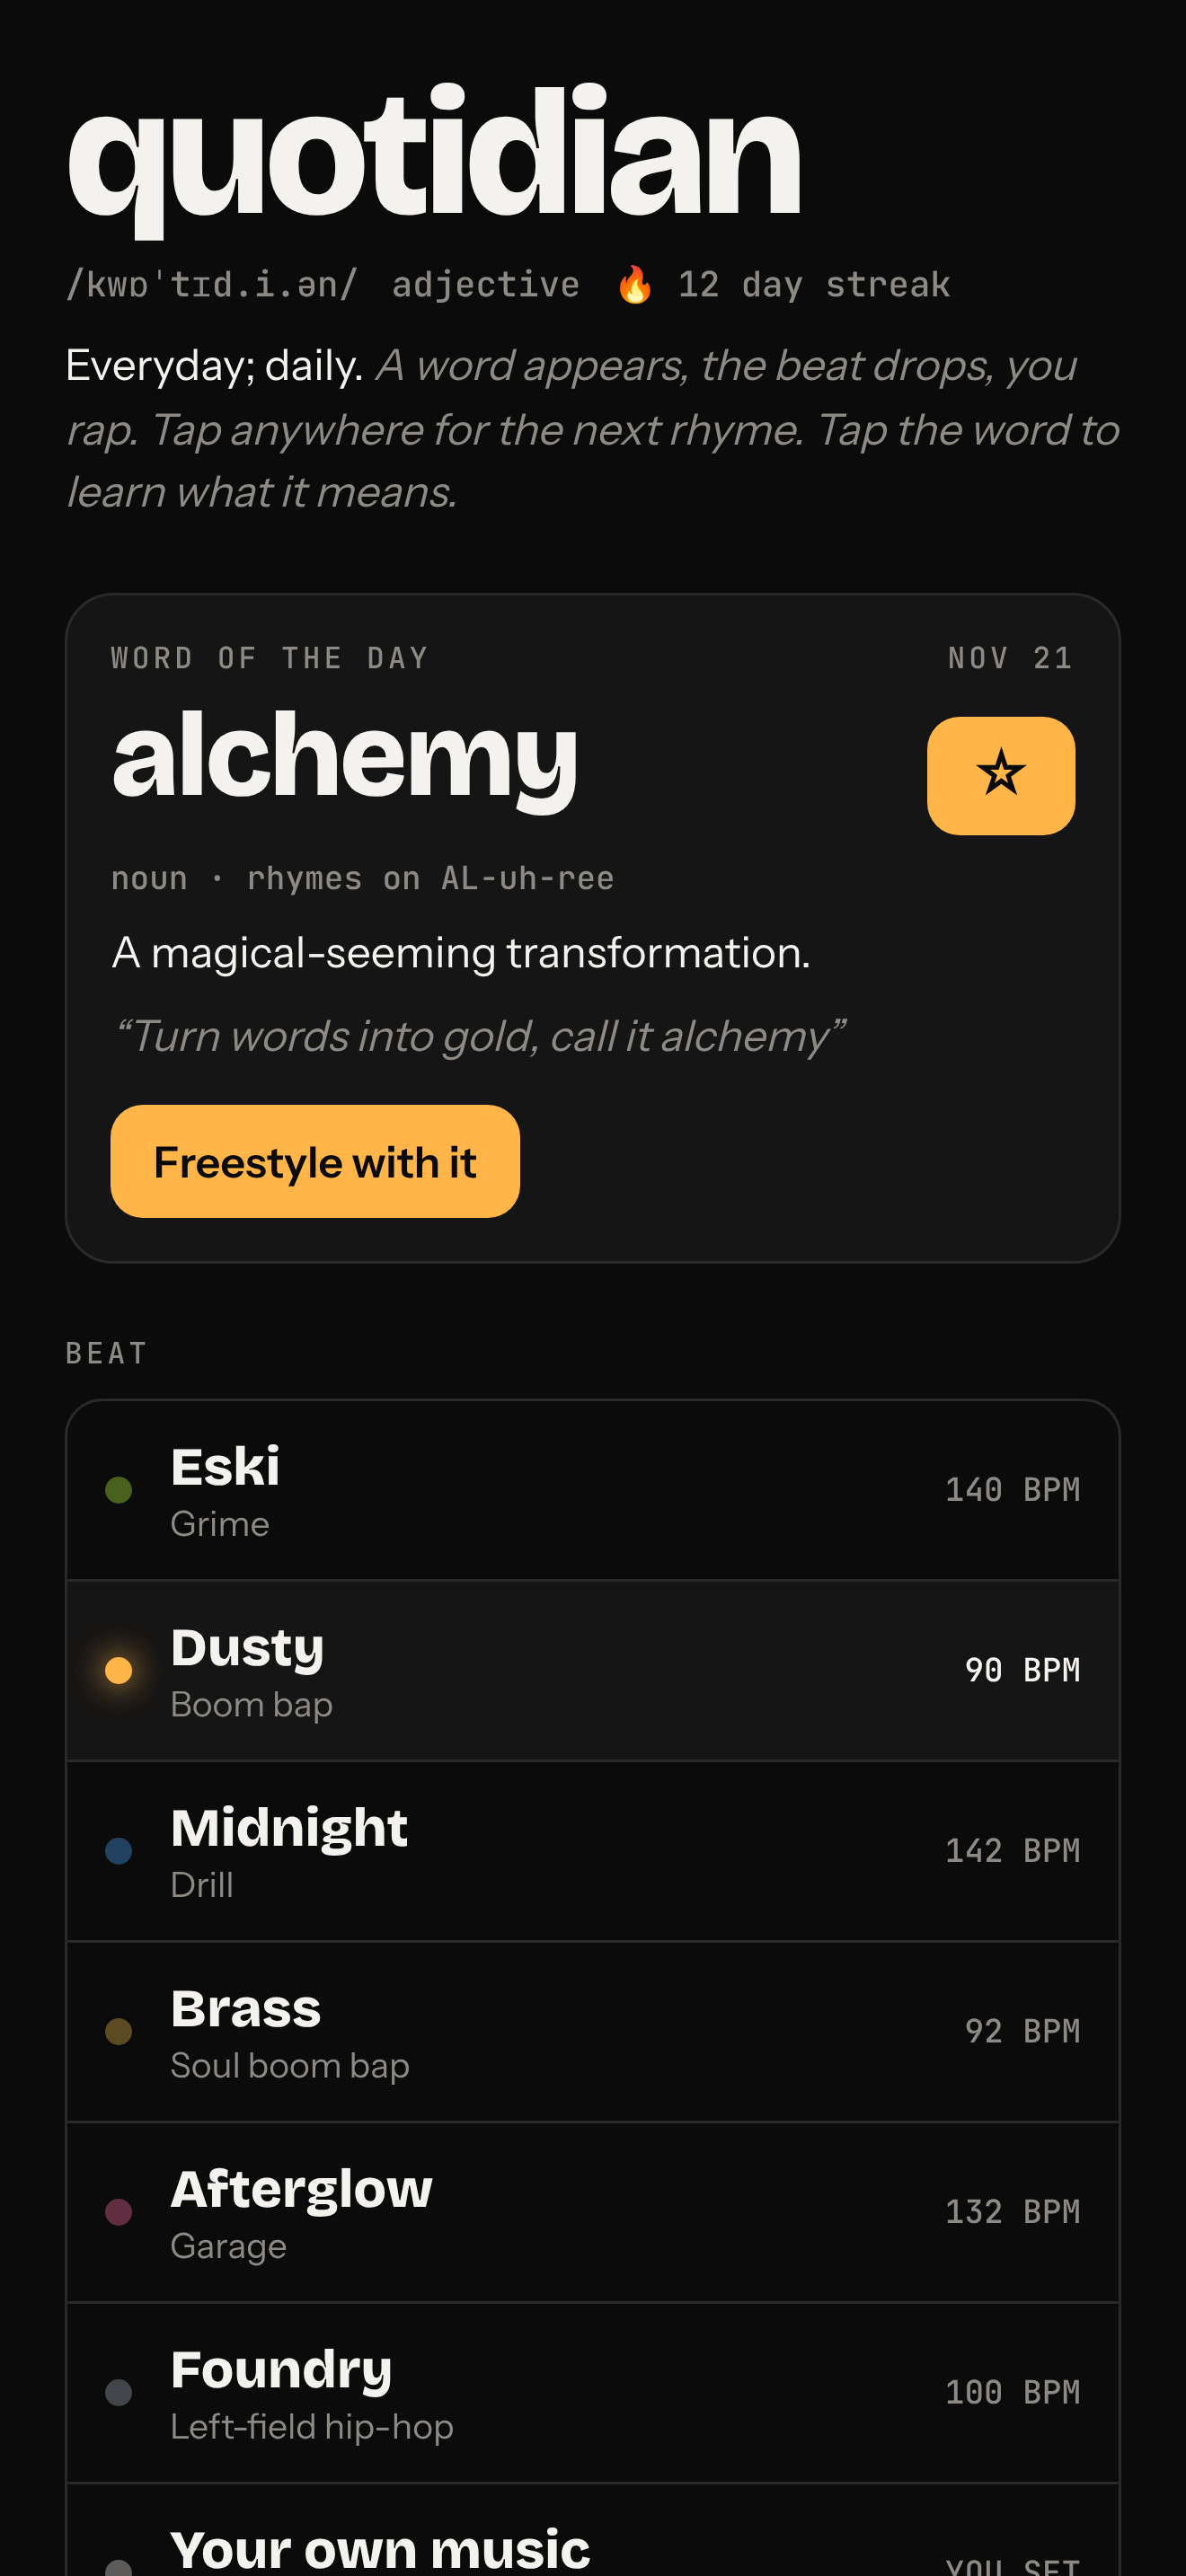 quotidian
/kwɒˈtɪd.i.ən/ adjective 🔥 12 day streak
Everyday; daily. A word appears, the beat drops, you
rap. Tap anywhere for the next rhyme. Tap the word to
learn what it means.
WORD OF THE DAY NOV 21
alchemy
noun · rhymes on AL-uh-ree
A magical-seeming transformation.
“Turn words into gold, call it alchemy”
Freestyle with it
BEAT
Eski
Grime
140 BPM
Dusty
Boom bap
90 BPM
Midnight
Drill
142 BPM
Brass
Soul boom bap
92 BPM
Afterglow
Garage
132 BPM
Foundry
Left-field hip-hop
100 BPM
Your own music
YOU SET